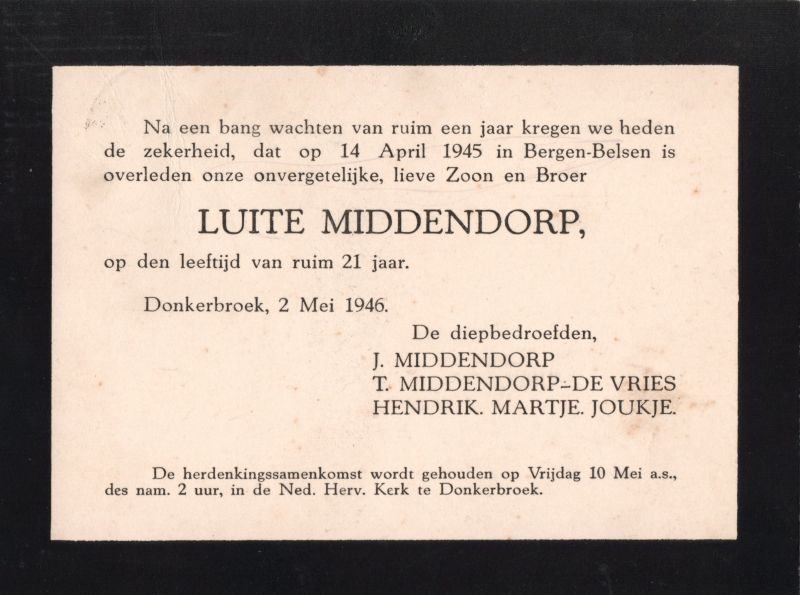 Na een bang wachten van ruim een jaar kregen we heden
de zekerheid, dat op 14 April 1945 in Bergen-Belsen is
overleden onze onvergetelijke, lieve Zoon en Broer
LUITE MIDDENDORP,
op den leeftijd van ruim 21 jaar.
Donkerbroek, 2 Mei 1946.
De diepbedroefden,
J. MIDDENDORP
T. MIDDENDORP-DE VRIES
HENDRIK. MARTJE. JOUKJE.
De herdenkingssamenkomst wordt gehouden op Vrijdag 10 Mei a.s.,
des nam. 2 uur, in de Ned. Herv. Kerk te Donkerbroek.